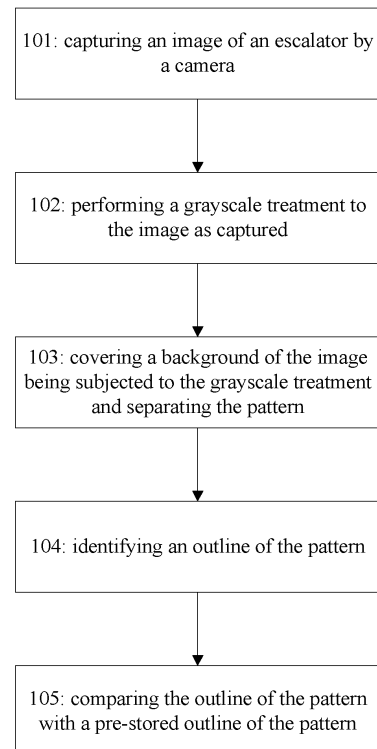 101: capturing an image of an escalator by
a camera
102: performing a grayscale treatment to
the image as captured
103: covering a background of the image
being subjected to the grayscale treatment
and separating the pattern
104: identifying an outline of the pattern
105: comparing the outline of the pattern
with a pre-stored outline of the pattern